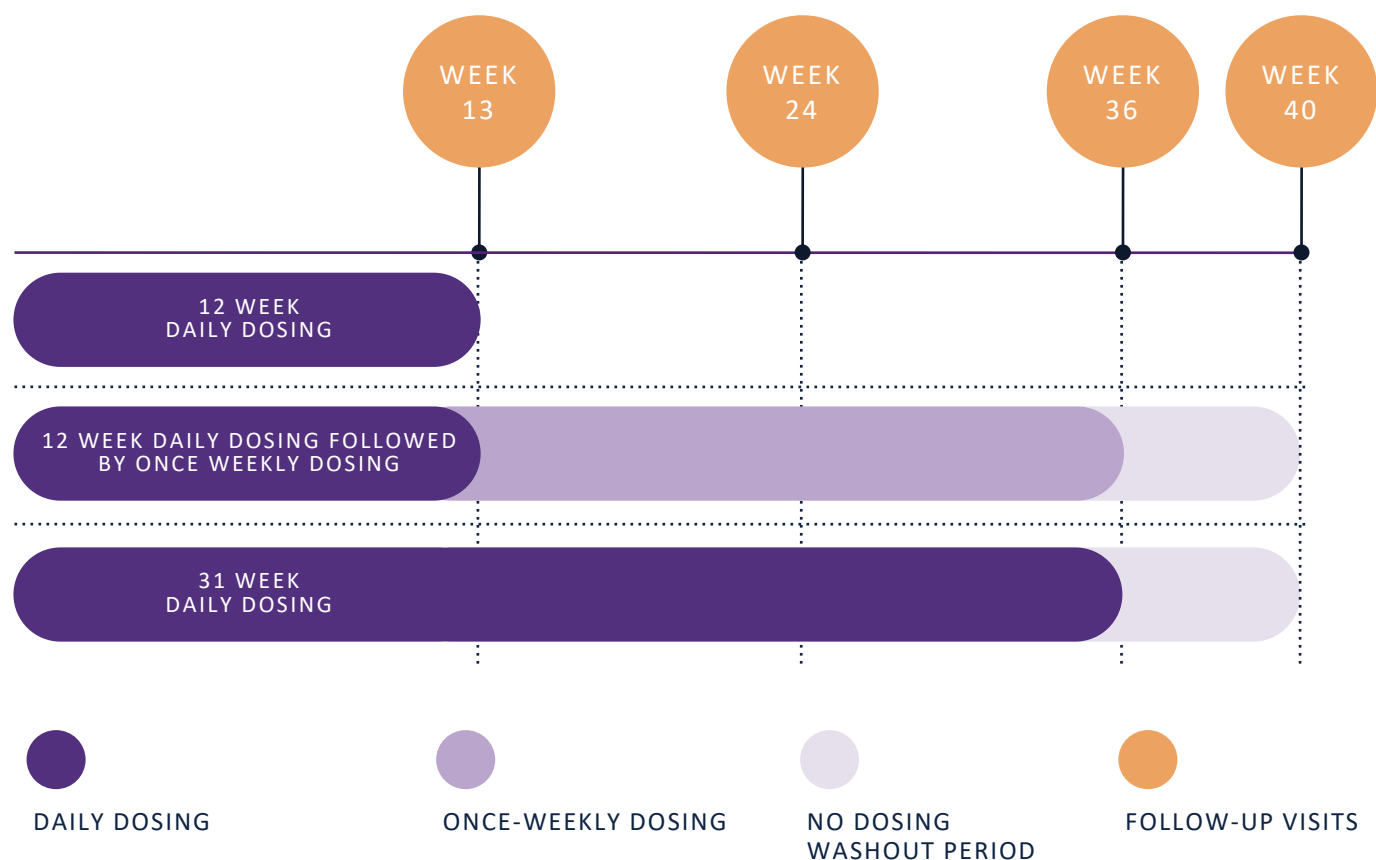 WEEK
13
WEEK
24
WEEK
36
WEEK
40
12 WEEK
DAILY DOSING
12 WEEK DAILY DOSING FOLLOWED
BY ONCE WEEKLY DOSING
31 WEEK
DAILY DOSING
DAILY DOSING
ONCE-WEEKLY DOSING
NO DOSING
WASHOUT PERIOD
FOLLOW-UP VISITS